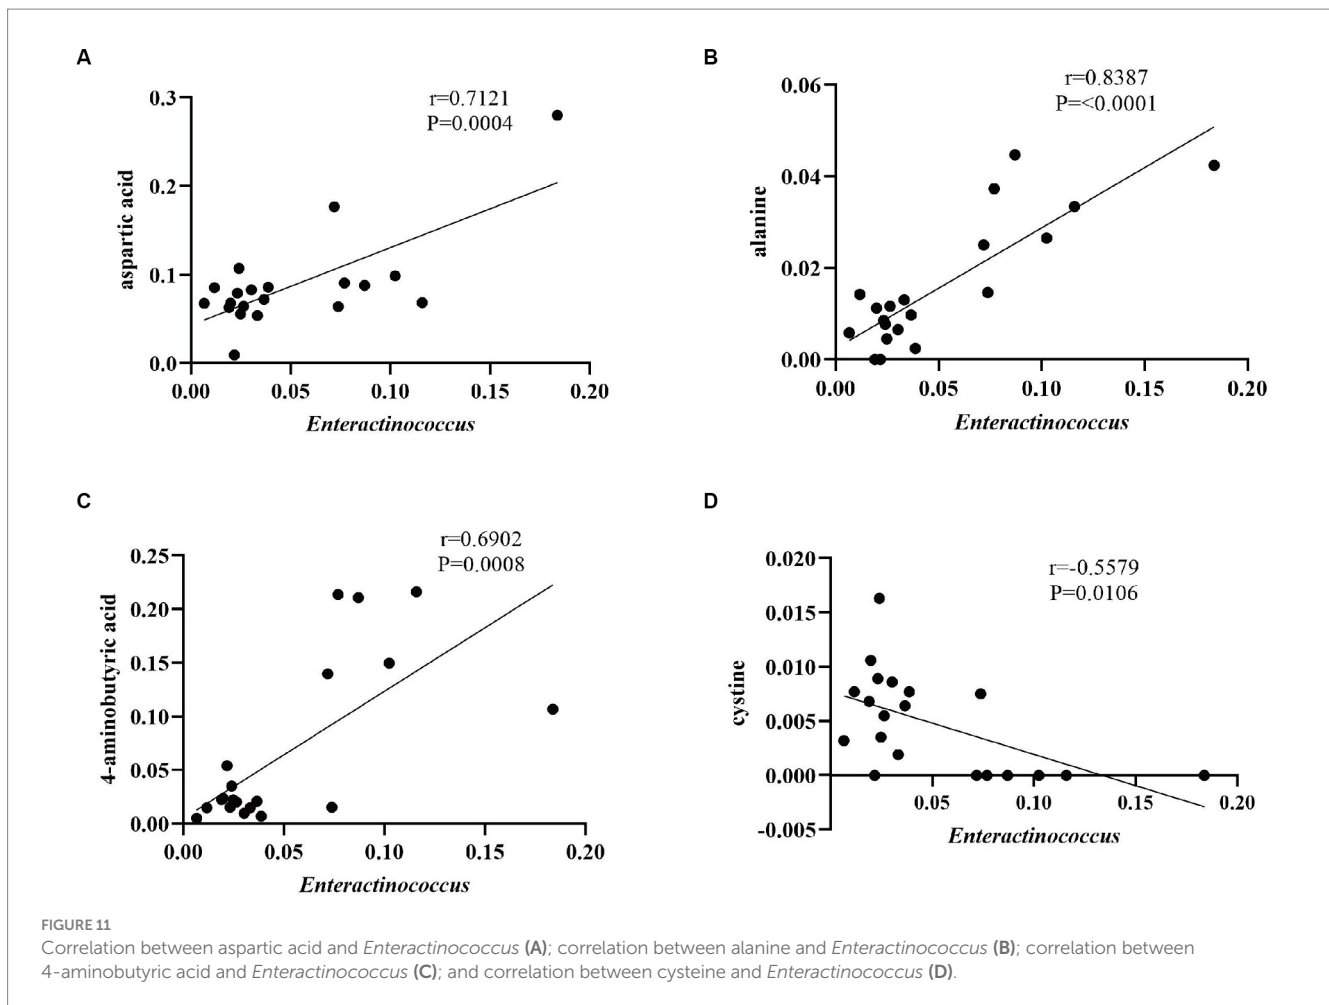 A
r=0.7121
P=0.0004
0.3
0.2
0.1
0.0
aspartic acid
0.00 0.05 0.10 0.15 0.20
Enteractinococcus
B
r=0.8387
P=<0.0001
0.06
0.04
0.02
0.00
alanine
0.00 0.05 0.10 0.15 0.20
Enteractinococcus
C
r=0.6902
P=0.0008
0.25
0.20
0.15
0.10
0.05
0.00
4-aminobutyric acid
0.00 0.05 0.10 0.15 0.20
Enteractinococcus
D
r=-0.5579
P=0.0106
0.020
0.015
0.010
0.005
0.000
-0.005
cystine
0.05 0.10 0.15 0.20
Enteractinococcus
FIGURE 11
Correlation between aspartic acid and Enteractinococcus (A); correlation between alanine and Enteractinococcus (B); correlation between
4-aminobutyric acid and Enteractinococcus (C); and correlation between cysteine and Enteractinococcus (D).